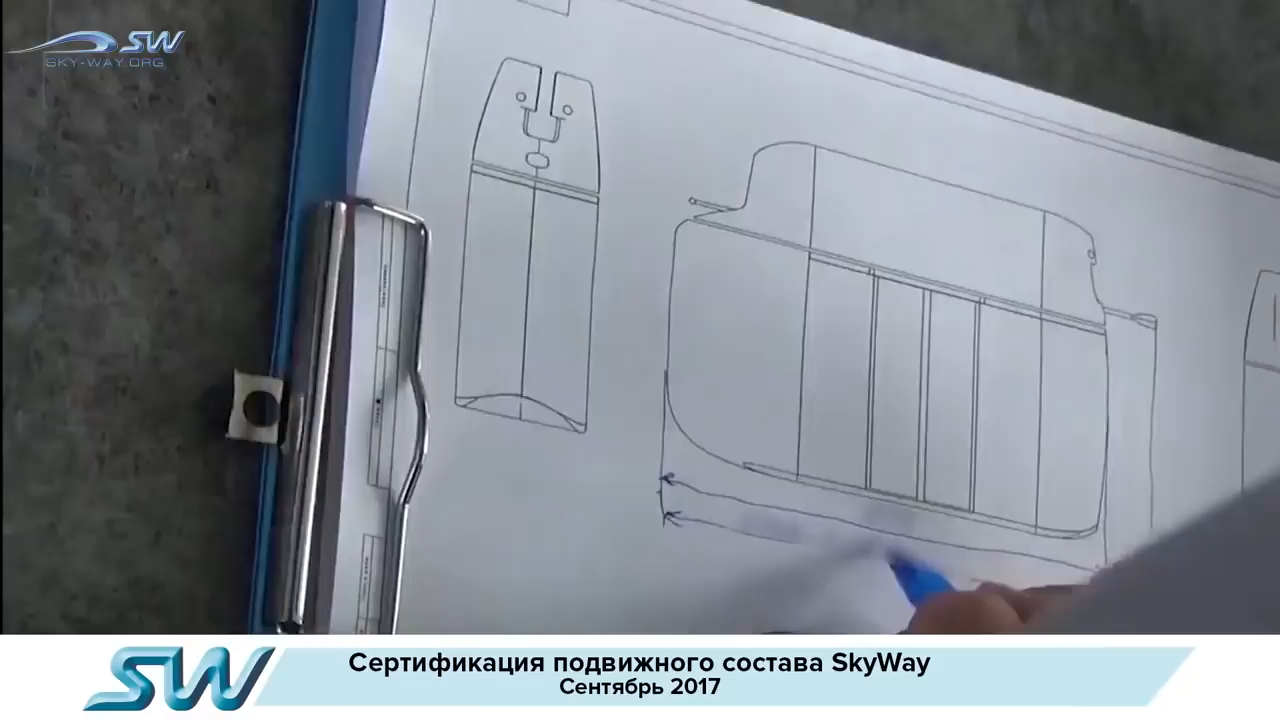 SW
SKY-WAY.ORG
SW
Сертификация подвижного состава SkyWay
Сентябрь 2017